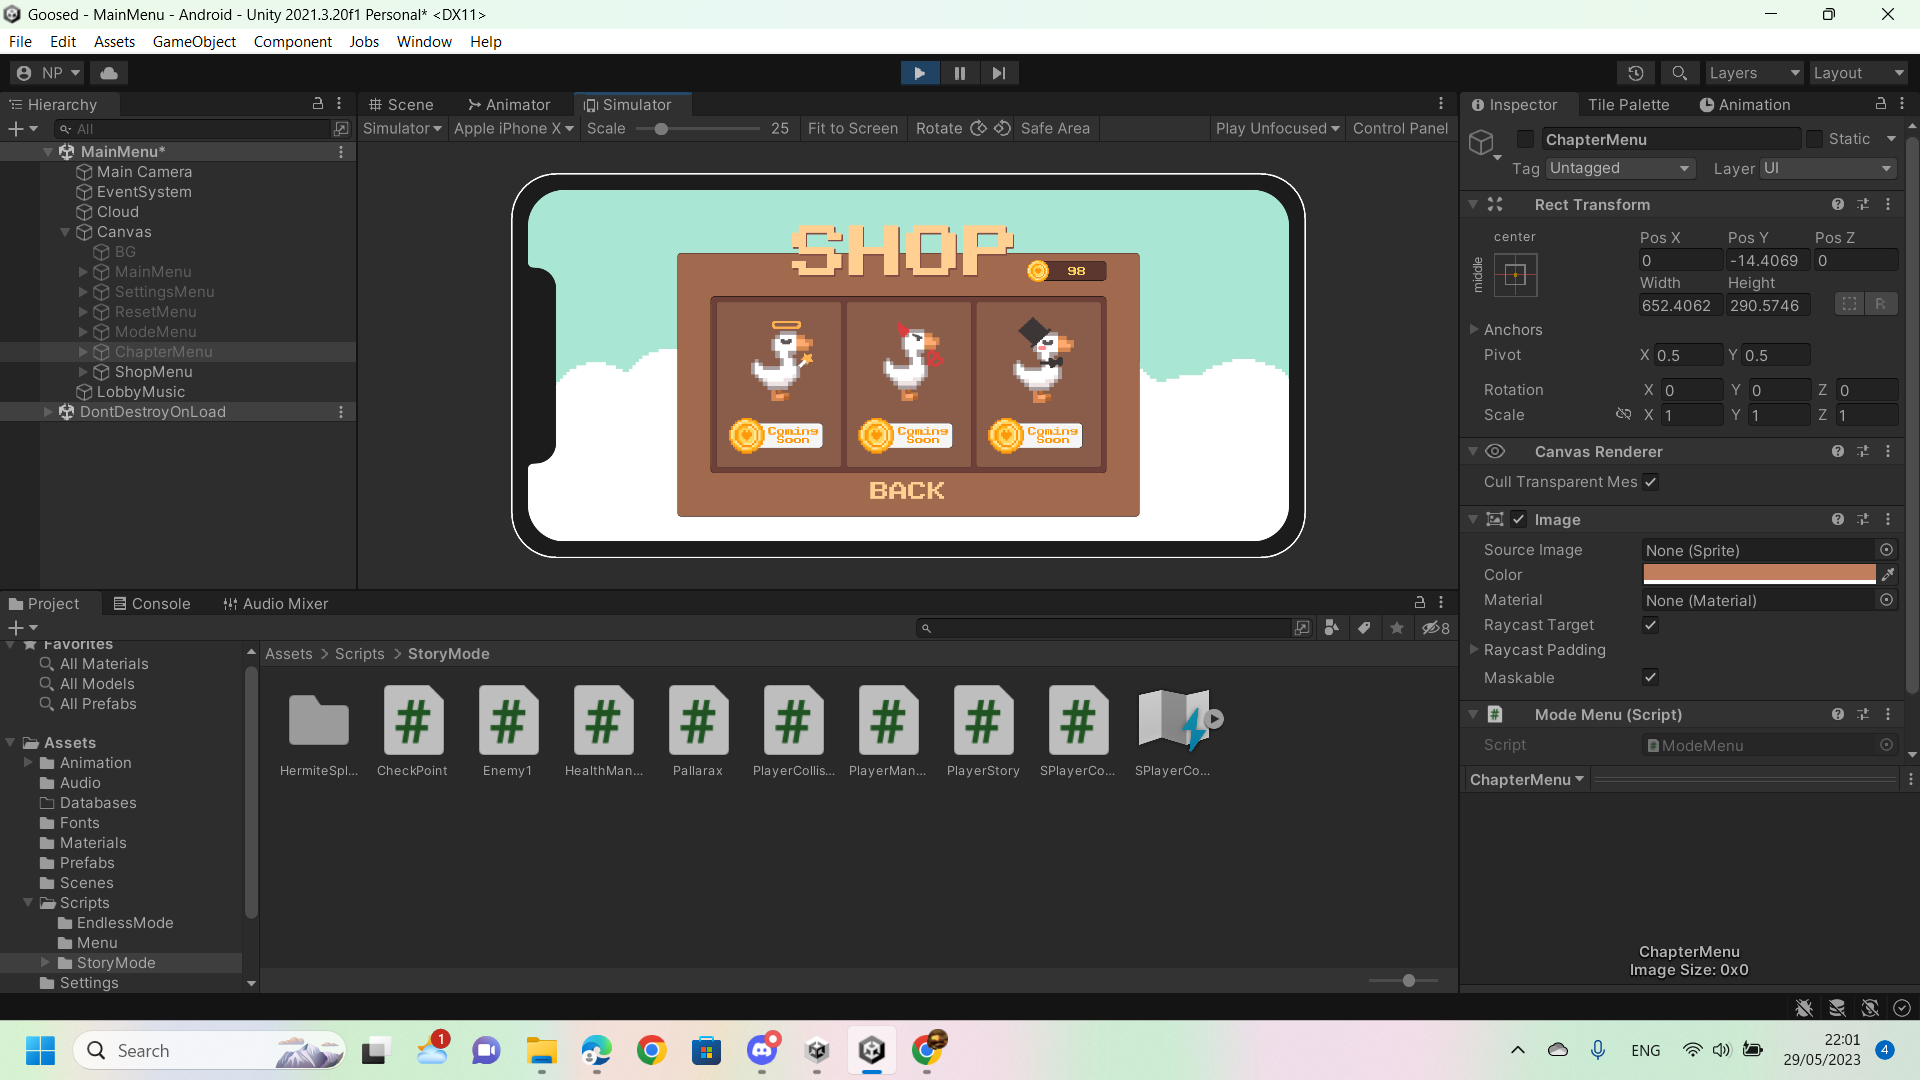 Goosed - MainMenu - Android - Unity 2021.3.20f1 Personal* <DX11>
File Edit Assets GameObject Component Jobs Window Help
NP Layers Layout
Hierarchy
All
MainMenu*
Main Camera
EventSystem
Cloud
Canvas
BG
MainMenu
SettingsMenu
ResetMenu
ModeMenu
ChapterMenu
ShopMenu
LobbyMusic
DontDestroyOnLoad
Scene Animator Simulator
Simulator Apple iPhone X Scale 25 Fit to Screen Rotate Safe Area Play Unfocused Control Panel
SHOP
98
Coming Soon
Coming Soon
Coming Soon
BACK
Inspector Tile Palette Animation
ChapterMenu Static
Tag Untagged Layer UI
Rect Transform
center
middle
Pos X Pos Y Pos Z
0 -14.4069 0
Width Height
652.4062 290.5746 R
Anchors
Pivot X 0.5 Y 0.5
Rotation X 0 Y 0 Z 0
Scale X 1 Y 1 Z 1
Canvas Renderer
Cull Transparent Mes
Image
Source Image None (Sprite)
Color
Material None (Material)
Raycast Target
Raycast Padding
Maskable
Mode Menu (Script)
Script ModeMenu
ChapterMenu
ChapterMenu
Image Size: 0x0
Project Console Audio Mixer
8
Favorites
All Materials
All Models
All Prefabs
Assets
Animation
Audio
Databases
Fonts
Materials
Prefabs
Scenes
Scripts
EndlessMode
Menu
StoryMode
Settings
Assets > Scripts > StoryMode
HermiteSpl... CheckPoint Enemy1 HealthMan... Pallarax PlayerCollis... PlayerMan... PlayerStory SPlayerCo... SPlayerCo...
Search
1
ENG
22:01
29/05/2023
4